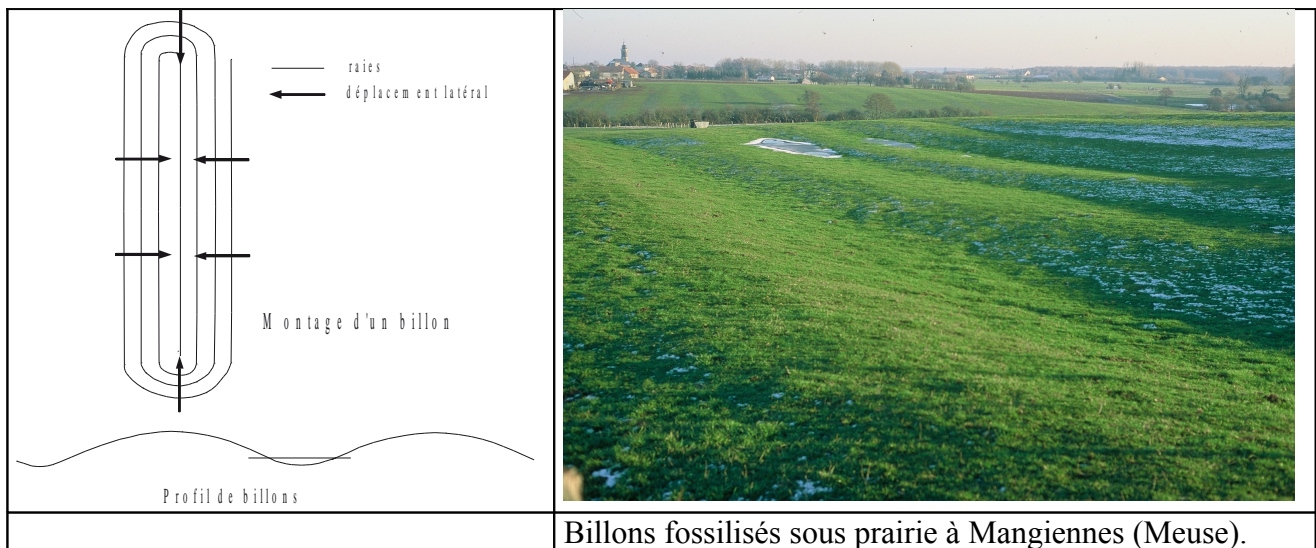 raies
déplacement latéral
Montage d'un billon
Profil de billons
Billons fossilisés sous prairie à Mangiennes (Meuse).